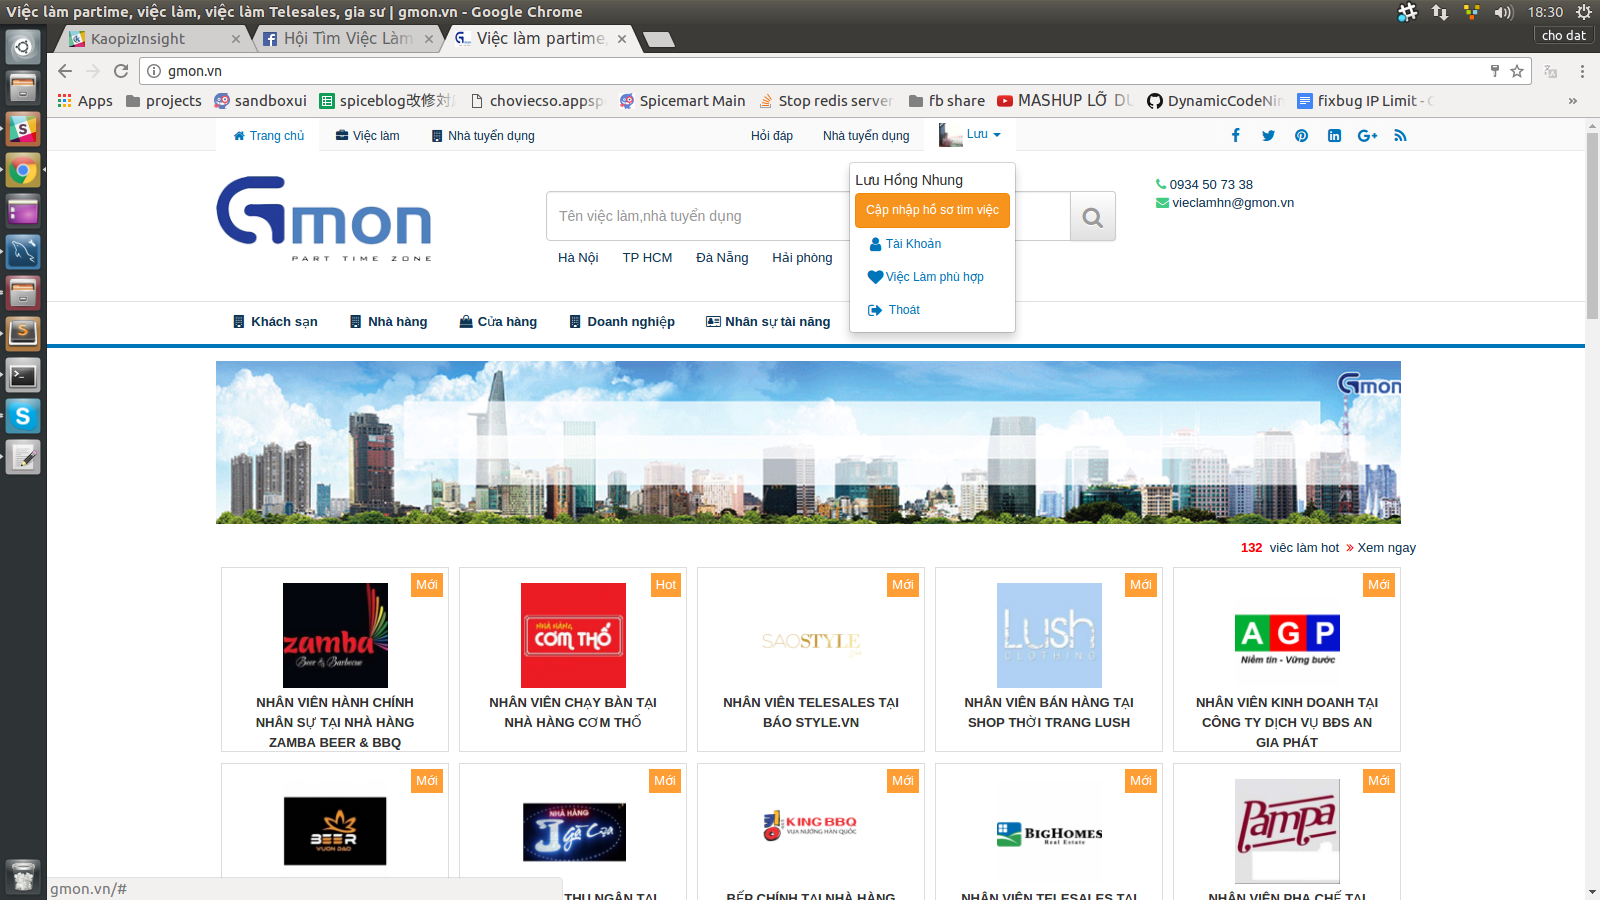 Việc làm partime, việc làm, việc làm Telesales, gia sư | gmon.vn - Google Chrome
18:30
KaopizInsight
Hội Tìm Việc Làm
Việc làm partime,
cho dat
gmon.vn
Apps
projects
sandboxui
spiceblog改修対
choviecso.appsp
Spicemart Main
Stop redis server
fb share
MASHUP LỠ DU
DynamicCodeNin
fixbug IP Limit -
»
Trang chủ
Việc làm
Nhà tuyển dụng
Hỏi đáp
Nhà tuyển dụng
Lưu
Gmon
PART TIME ZONE
Tên việc làm,nhà tuyển dụng
Hà Nội
TP HCM
Đà Nẵng
Hải phòng
Lưu Hồng Nhung
Cập nhập hồ sơ tìm việc
Tài Khoản
Việc Làm phù hợp
Thoát
0934 50 73 38
vieclamhn@gmon.vn
Khách sạn
Nhà hàng
Cửa hàng
Doanh nghiệp
Nhân sự tài năng
Gmon
132 viêc làm hot » Xem ngay
Mới
zamba
Beer & Barbecue
NHÂN VIÊN HÀNH CHÍNH
NHÂN SỰ TẠI NHÀ HÀNG
ZAMBA BEER & BBQ
Hot
NHÀ HÀNG
CƠM THỐ
NHÂN VIÊN CHẠY BÀN TẠI
NHÀ HÀNG CƠM THỐ
Mới
SAOSTYLE
NHÂN VIÊN TELESALES TẠI
BÁO STYLE.VN
Mới
Lush
CLOTHING
NHÂN VIÊN BÁN HÀNG TẠI
SHOP THỜI TRANG LUSH
Mới
AGP
Niềm tin - Vững bước
NHÂN VIÊN KINH DOANH TẠI
CÔNG TY DỊCH VỤ BĐS AN
GIA PHÁT
Mới
BEER
VUON DAO
Mới
NHÀ HÀNG
Gà Cựa
THU NGÂN TẠI
Mới
KING BBQ
VUA NƯỚNG HÀN QUỐC
BẾP CHÍNH TẠI NHÀ HÀNG
Mới
BIGHOMES
Real Estate
NHÂN VIÊN TELESALES TẠI
Mới
Pampa
NHÂN VIÊN PHA CHẾ TẠI
gmon.vn/#